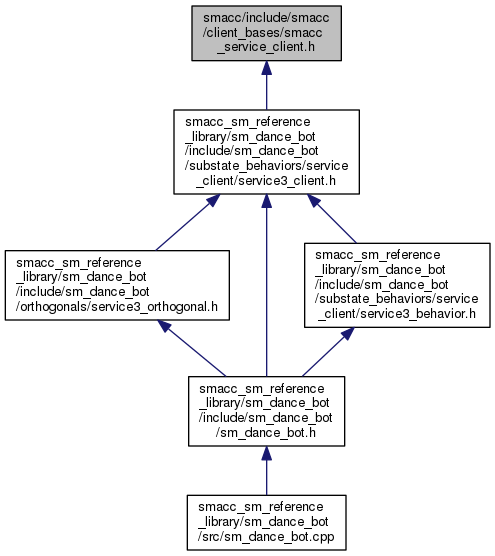 smacc/include/smacc
/client_bases/smacc
_service_client.h
smacc_sm_reference
_library/sm_dance_bot
/include/sm_dance_bot
/substate_behaviors/service
_client/service3_client.h
smacc_sm_reference
_library/sm_dance_bot
/include/sm_dance_bot
/orthogonals/service3_orthogonal.h
smacc_sm_reference
_library/sm_dance_bot
/include/sm_dance_bot
/substate_behaviors/service
_client/service3_behavior.h
smacc_sm_reference
_library/sm_dance_bot
/include/sm_dance_bot
/sm_dance_bot.h
smacc_sm_reference
_library/sm_dance_bot
/src/sm_dance_bot.cpp